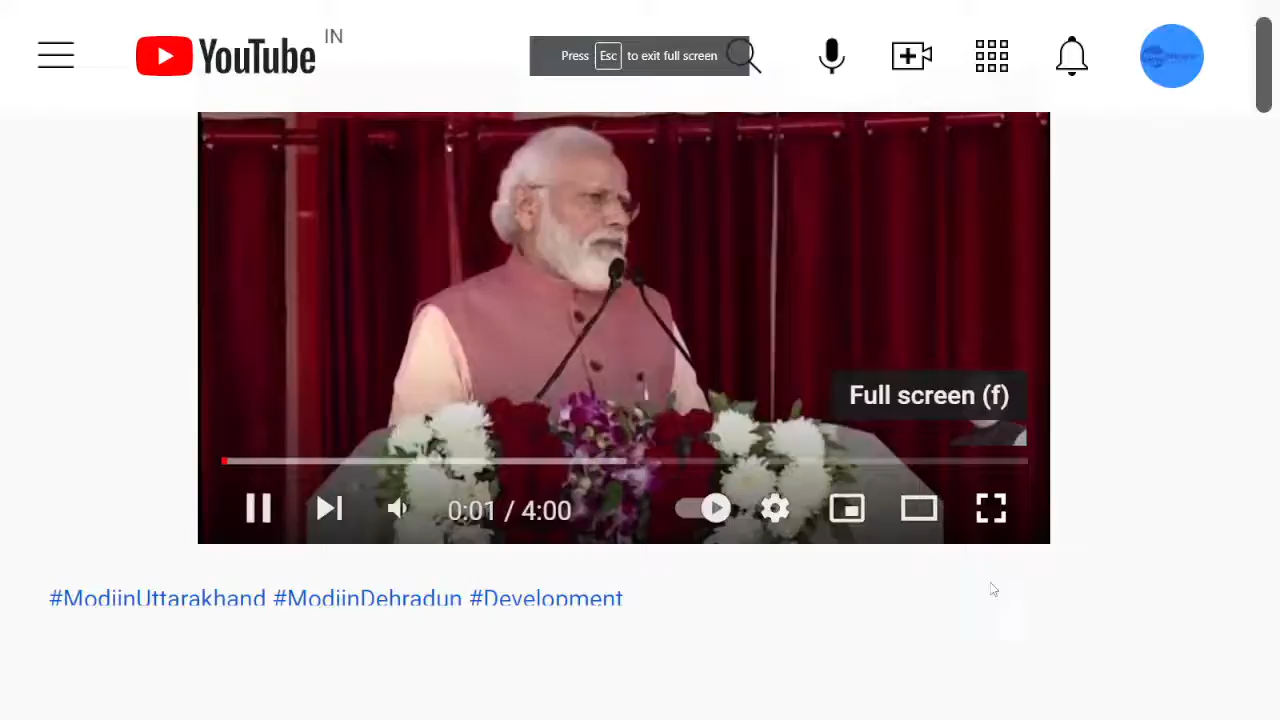 YouTube IN
Press Esc to exit full screen
Full screen (f)
0:01 / 4:00
#ModiinUttarakhand #ModiinDehradun #Development